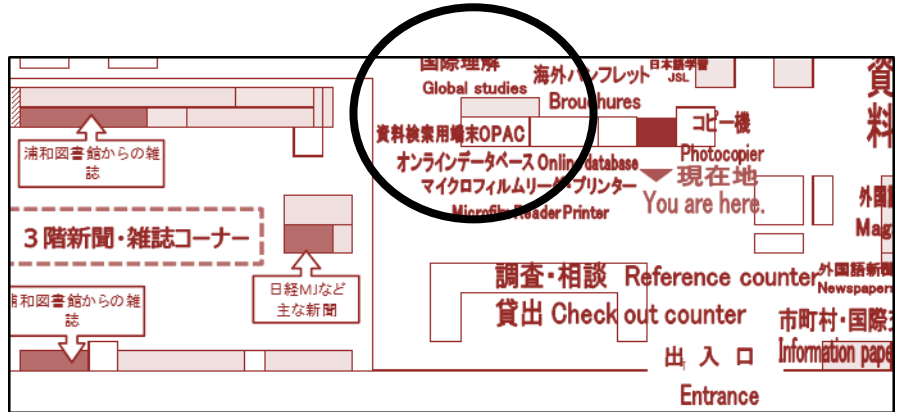 国際理解
Global studies
海外パンフレット
Brouchures
日本語学習
JSL
資料
資料検索用端末OPAC
コピー機
Photocopier
オンラインデータベース Online database
マイクロフィルムリーダ・プリンター
Microfilm Reader Printer
現在地
You are here.
浦和図書館からの雑
誌
3階新聞・雑誌コーナー
日経MJなど
主な新聞
浦和図書館からの雑
誌
外国語
Mag
調査・相談 Reference counter
外国語新聞
Newspapers
貸出 Check out counter
市町村・国際
Information pape
出入口
Entrance